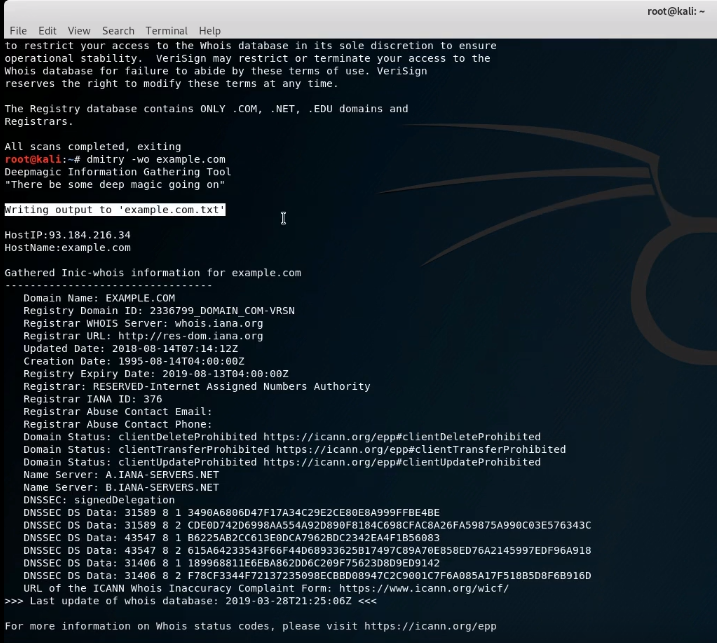 root@kali: ~
File Edit View Search Terminal Help
to restrict your access to the Whois database in its sole discretion to ensure
operational stability. VeriSign may restrict or terminate your access to the
Whois database for failure to abide by these terms of use. VeriSign
reserves the right to modify these terms at any time.
The Registry database contains ONLY .COM, .NET, .EDU domains and
Registrars.
All scans completed, exiting
root@kali:~# dmitry -wo example.com
Deepmagic Information Gathering Tool
"There be some deep magic going on"
Writing output to 'example.com.txt'
HostIP:93.184.216.34
HostName:example.com
Gathered Inic-whois information for example.com
---------------------------------
Domain Name: EXAMPLE.COM
Registry Domain ID: 2336799_DOMAIN_COM-VRSN
Registrar WHOIS Server: whois.iana.org
Registrar URL: http://res-dom.iana.org
Updated Date: 2018-08-14T07:14:12Z
Creation Date: 1995-08-14T04:00:00Z
Registry Expiry Date: 2019-08-13T04:00:00Z
Registrar: RESERVED-Internet Assigned Numbers Authority
Registrar IANA ID: 376
Registrar Abuse Contact Email:
Registrar Abuse Contact Phone:
Domain Status: clientDeleteProhibited https://icann.org/epp#clientDeleteProhibited
Domain Status: clientTransferProhibited https://icann.org/epp#clientTransferProhibited
Domain Status: clientUpdateProhibited https://icann.org/epp#clientUpdateProhibited
Name Server: A.IANA-SERVERS.NET
Name Server: B.IANA-SERVERS.NET
DNSSEC: signedDelegation
DNSSEC DS Data: 31589 8 1 3490A6806D47F17A34C29E2CE80E8A999FFBE4BE
DNSSEC DS Data: 31589 8 2 CDE0D742D6998AA554A92D890F8184C698CFAC8A26FA59875A990C03E576343C
DNSSEC DS Data: 43547 8 1 B6225AB2CC613E0DCA7962BDC2342EA4F1B56083
DNSSEC DS Data: 43547 8 2 615A64233543F66F44D68933625B17497C89A70E858ED76A2145997EDF96A918
DNSSEC DS Data: 31406 8 1 189968811E6EBA862DD6C209F75623D8D9ED9142
DNSSEC DS Data: 31406 8 2 F78CF3344F72137235098ECBBD08947C2C9001C7F6A085A17F518B5D8F6B916D
URL of the ICANN Whois Inaccuracy Complaint Form: https://www.icann.org/wicf/
>>> Last update of whois database: 2019-03-28T21:25:06Z <<<
For more information on Whois status codes, please visit https://icann.org/epp